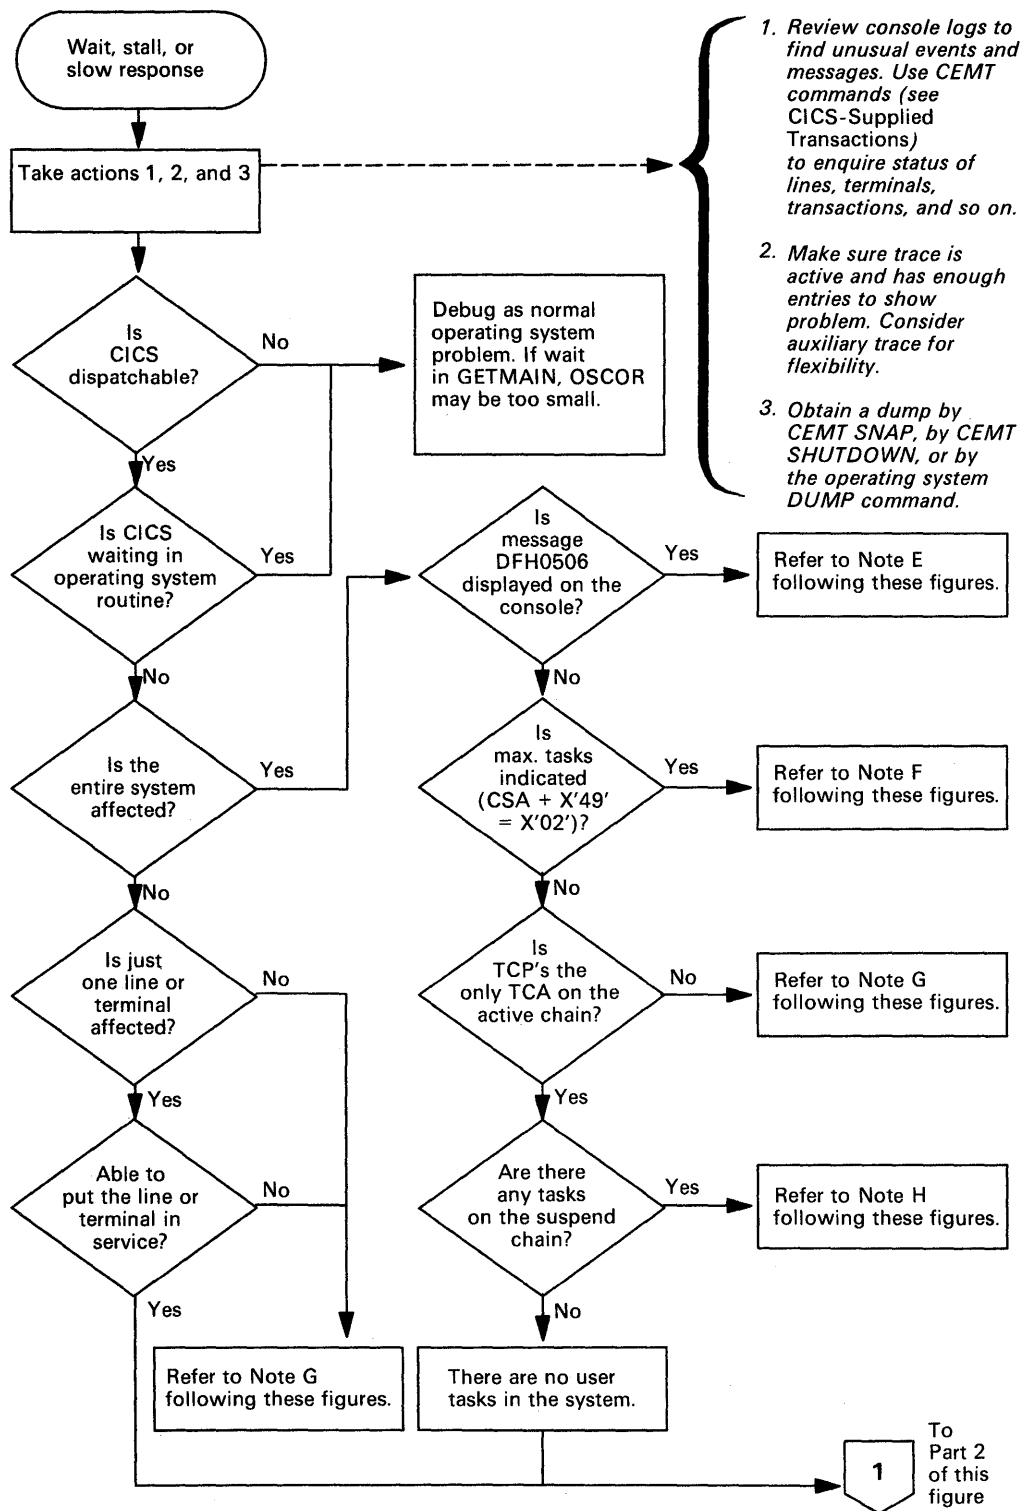 Wait, stall, or
slow response
Take actions 1, 2, and 3
1. Review console logs to
find unusual events and
messages. Use CEMT
commands (see
CICS-Supplied
Transactions)
to enquire status of
lines, terminals,
transactions, and so on.
2. Make sure trace is
active and has enough
entries to show
problem. Consider
auxiliary trace for
flexibility.
3. Obtain a dump by
CEMT SNAP, by CEMT
SHUTDOWN, or by
the operating system
DUMP command.
Is
CICS
dispatchable?
No
Yes
Debug as normal
operating system
problem. If wait
in GETMAIN, OSCOR
may be too small.
Is CICS
waiting in
operating system
routine?
Yes
No
Is the
entire system
affected?
Yes
No
Is just
one line or
terminal
affected?
No
Yes
Able to
put the line or
terminal in
service?
No
Yes
Refer to Note G
following these figures.
Is
message
DFH0506
displayed on the
console?
Yes
No
Refer to Note E
following these figures.
Is
max. tasks
indicated
(CSA + X'49'
= X'02')?
Yes
No
Refer to Note F
following these figures.
Is
TCP's the
only TCA on the
active chain?
No
Yes
Refer to Note G
following these figures.
Are there
any tasks
on the suspend
chain?
Yes
No
Refer to Note H
following these figures.
There are no user
tasks in the system.
1
To
Part 2
of this
figure